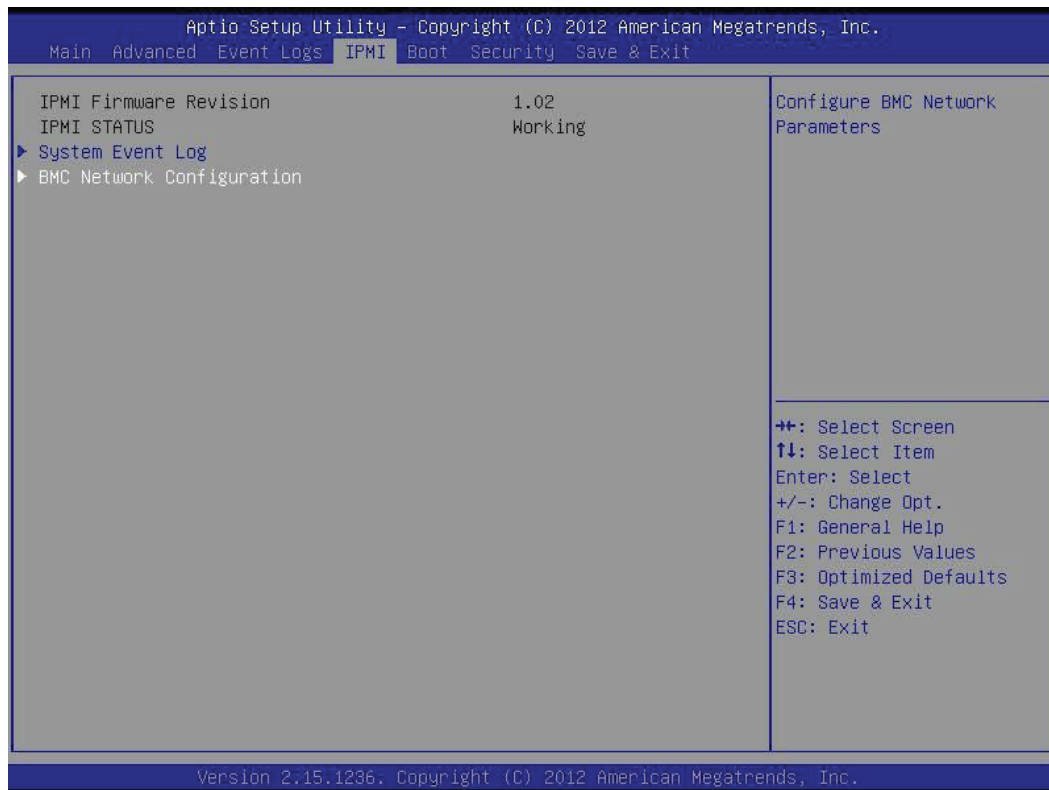 Aptio Setup Utility – Copyright (C) 2012 American Megatrends, Inc.
Main Advanced Event Logs IPMI Boot Security Save & Exit
IPMI Firmware Revision 1.02
IPMI STATUS Working
▶ System Event Log
▶ BMC Network Configuration
Configure BMC Network
Parameters
→←: Select Screen
↑↓: Select Item
Enter: Select
+/-: Change Opt.
F1: General Help
F2: Previous Values
F3: Optimized Defaults
F4: Save & Exit
ESC: Exit
Version 2.15.1236. Copyright (C) 2012 American Megatrends, Inc.